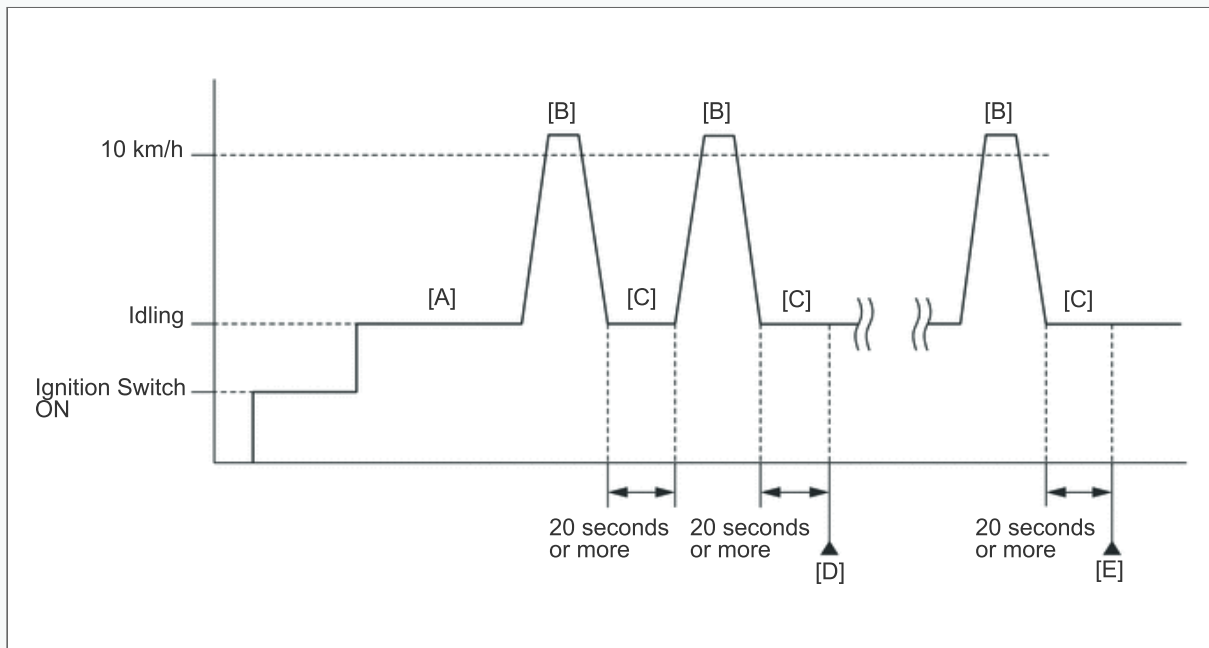 [B]
[B]
[B]
10 km/h
[A]
[C]
[C]
[C]
Idling
Ignition Switch
ON
20 seconds
or more
20 seconds
or more
20 seconds
or more
[D]
[E]